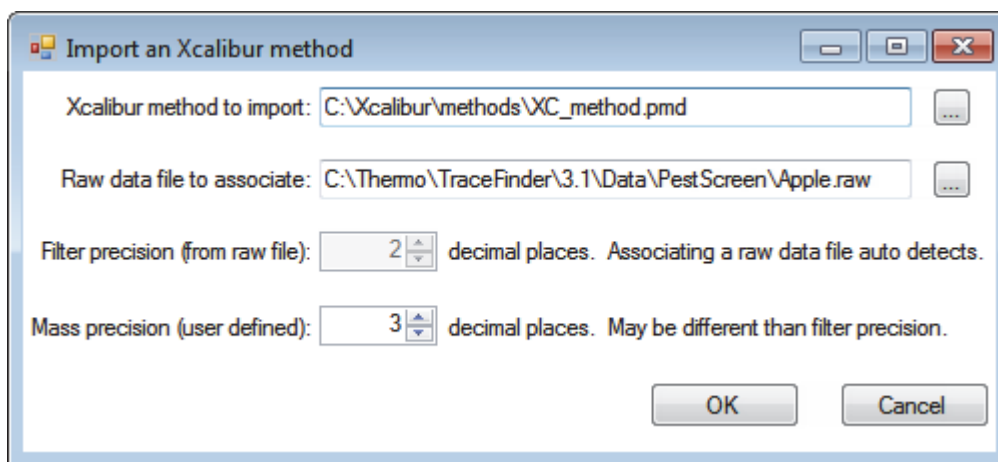 Import an Xcalibur method
Xcalibur method to import: C:\Xcalibur\methods\XC_method.pmd ...
Raw data file to associate: C:\Thermo\TraceFinder\3.1\Data\PestScreen\Apple.raw ...
Filter precision (from raw file): 2 decimal places. Associating a raw data file auto detects.
Mass precision (user defined): 3 decimal places. May be different than filter precision.
OK Cancel